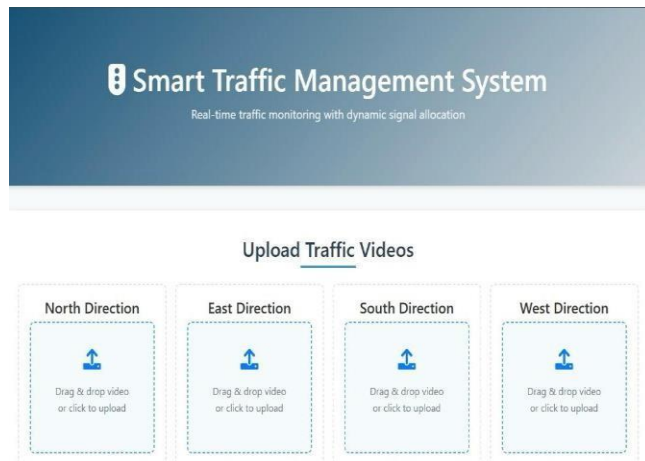 Smart Traffic Management System
Real-time traffic monitoring with dynamic signal allocation
Upload Traffic Videos
North Direction
Drag & drop video
or click to upload
East Direction
Drag & drop video
or click to upload
South Direction
Drag & drop video
or click to upload
West Direction
Drag & drop video
or click to upload